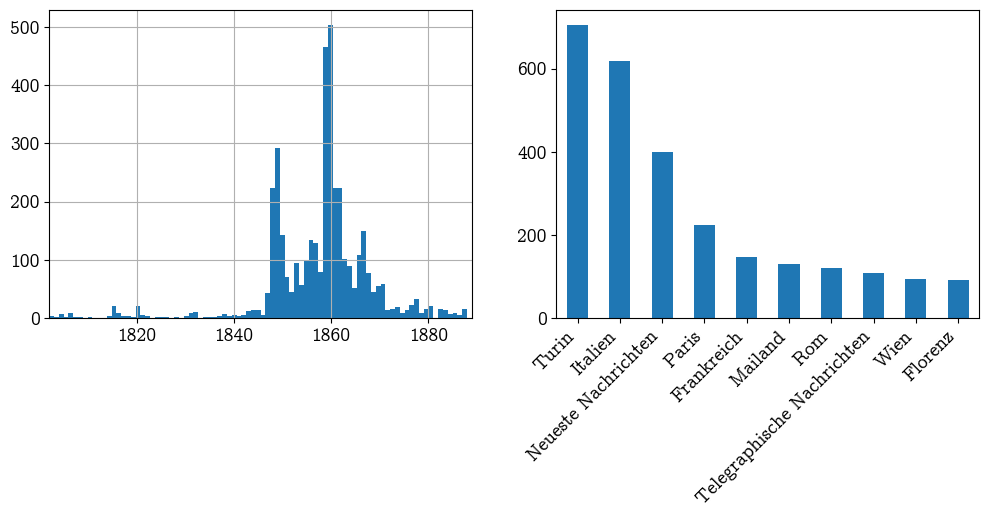 500
400
300
200
100
0
1820 1840 1860 1880
600
400
200
0
Turin
Italien
Neueste Nachrichten
Paris
Frankreich
Mailand
Rom
Telegraphische Nachrichten
Wien
Florenz